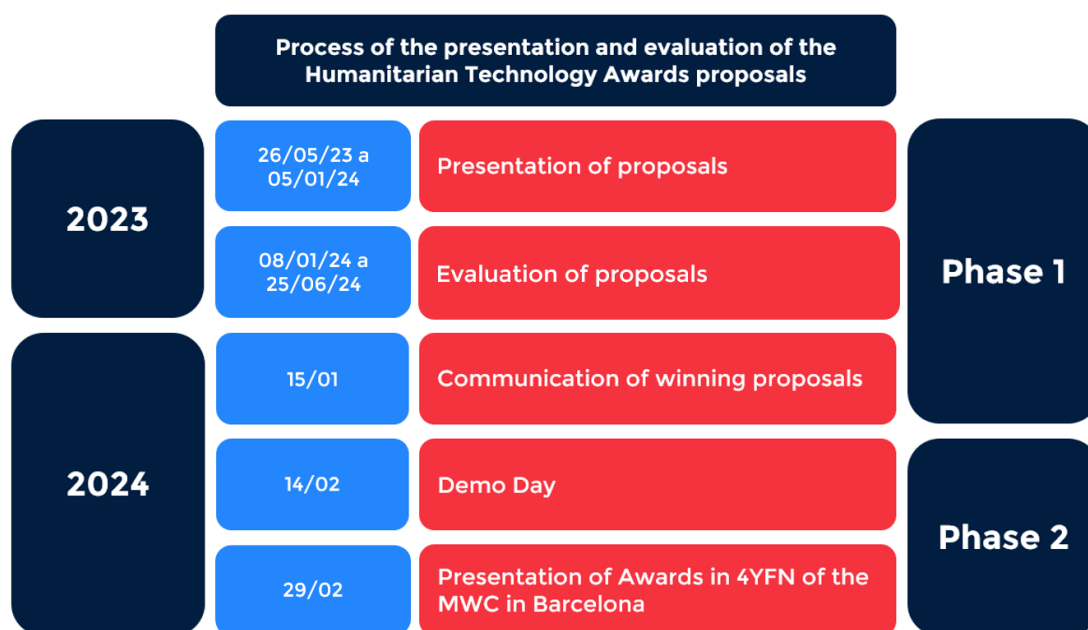 Process of the presentation and evaluation of the
Humanitarian Technology Awards proposals
2023
26/05/23 a
05/01/24
Presentation of proposals
08/01/24 a
25/06/24
Evaluation of proposals
Phase 1
2024
15/01
Communication of winning proposals
14/02
Demo Day
29/02
Presentation of Awards in 4YFN of the
MWC in Barcelona
Phase 2